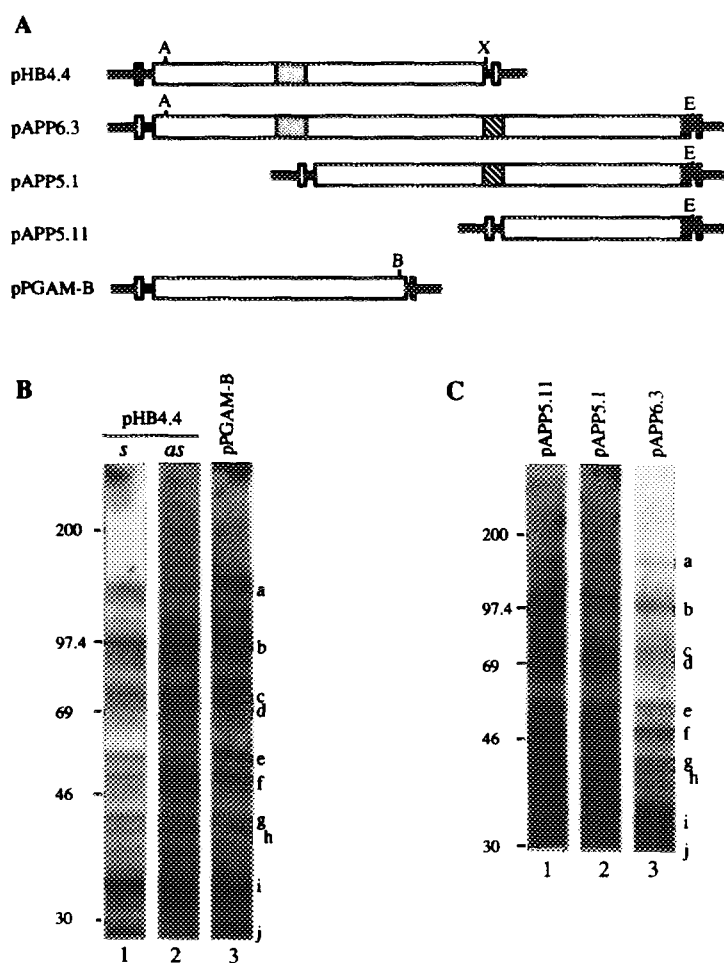 A
A X
pHB4.4
A E
pAPP6.3
E
pAPP5.1
E
pAPP5.11
B
pPGAM-B
B
pHB4.4
s as pPGAM-B
200
97.4
69
46
30
a
b
c
d
e
f
g
h
i
j
1 2 3
C
pAPP5.11 pAPP5.1 pAPP6.3
200
97.4
69
46
30
a
b
c
d
e
f
g
h
i
j
1 2 3